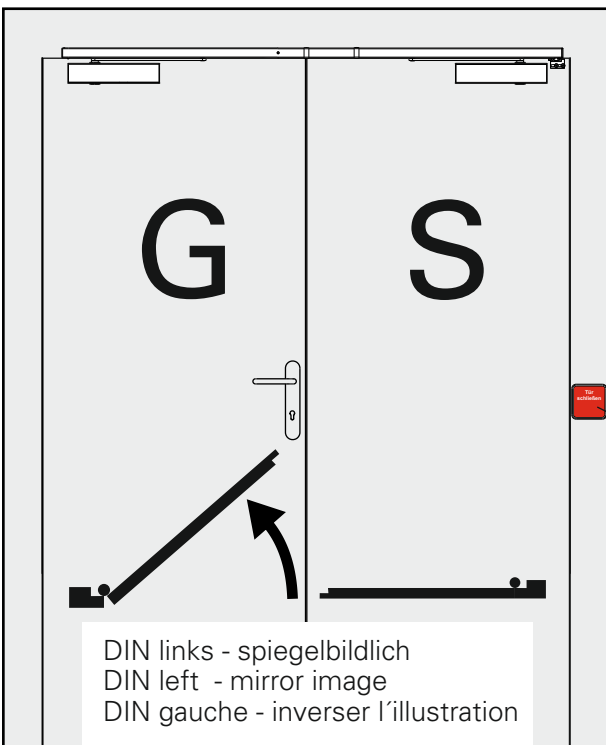 G S
Tür
schließen
DIN links - spiegelbildlich
DIN left  - mirror image
DIN gauche - inverser l´illustration